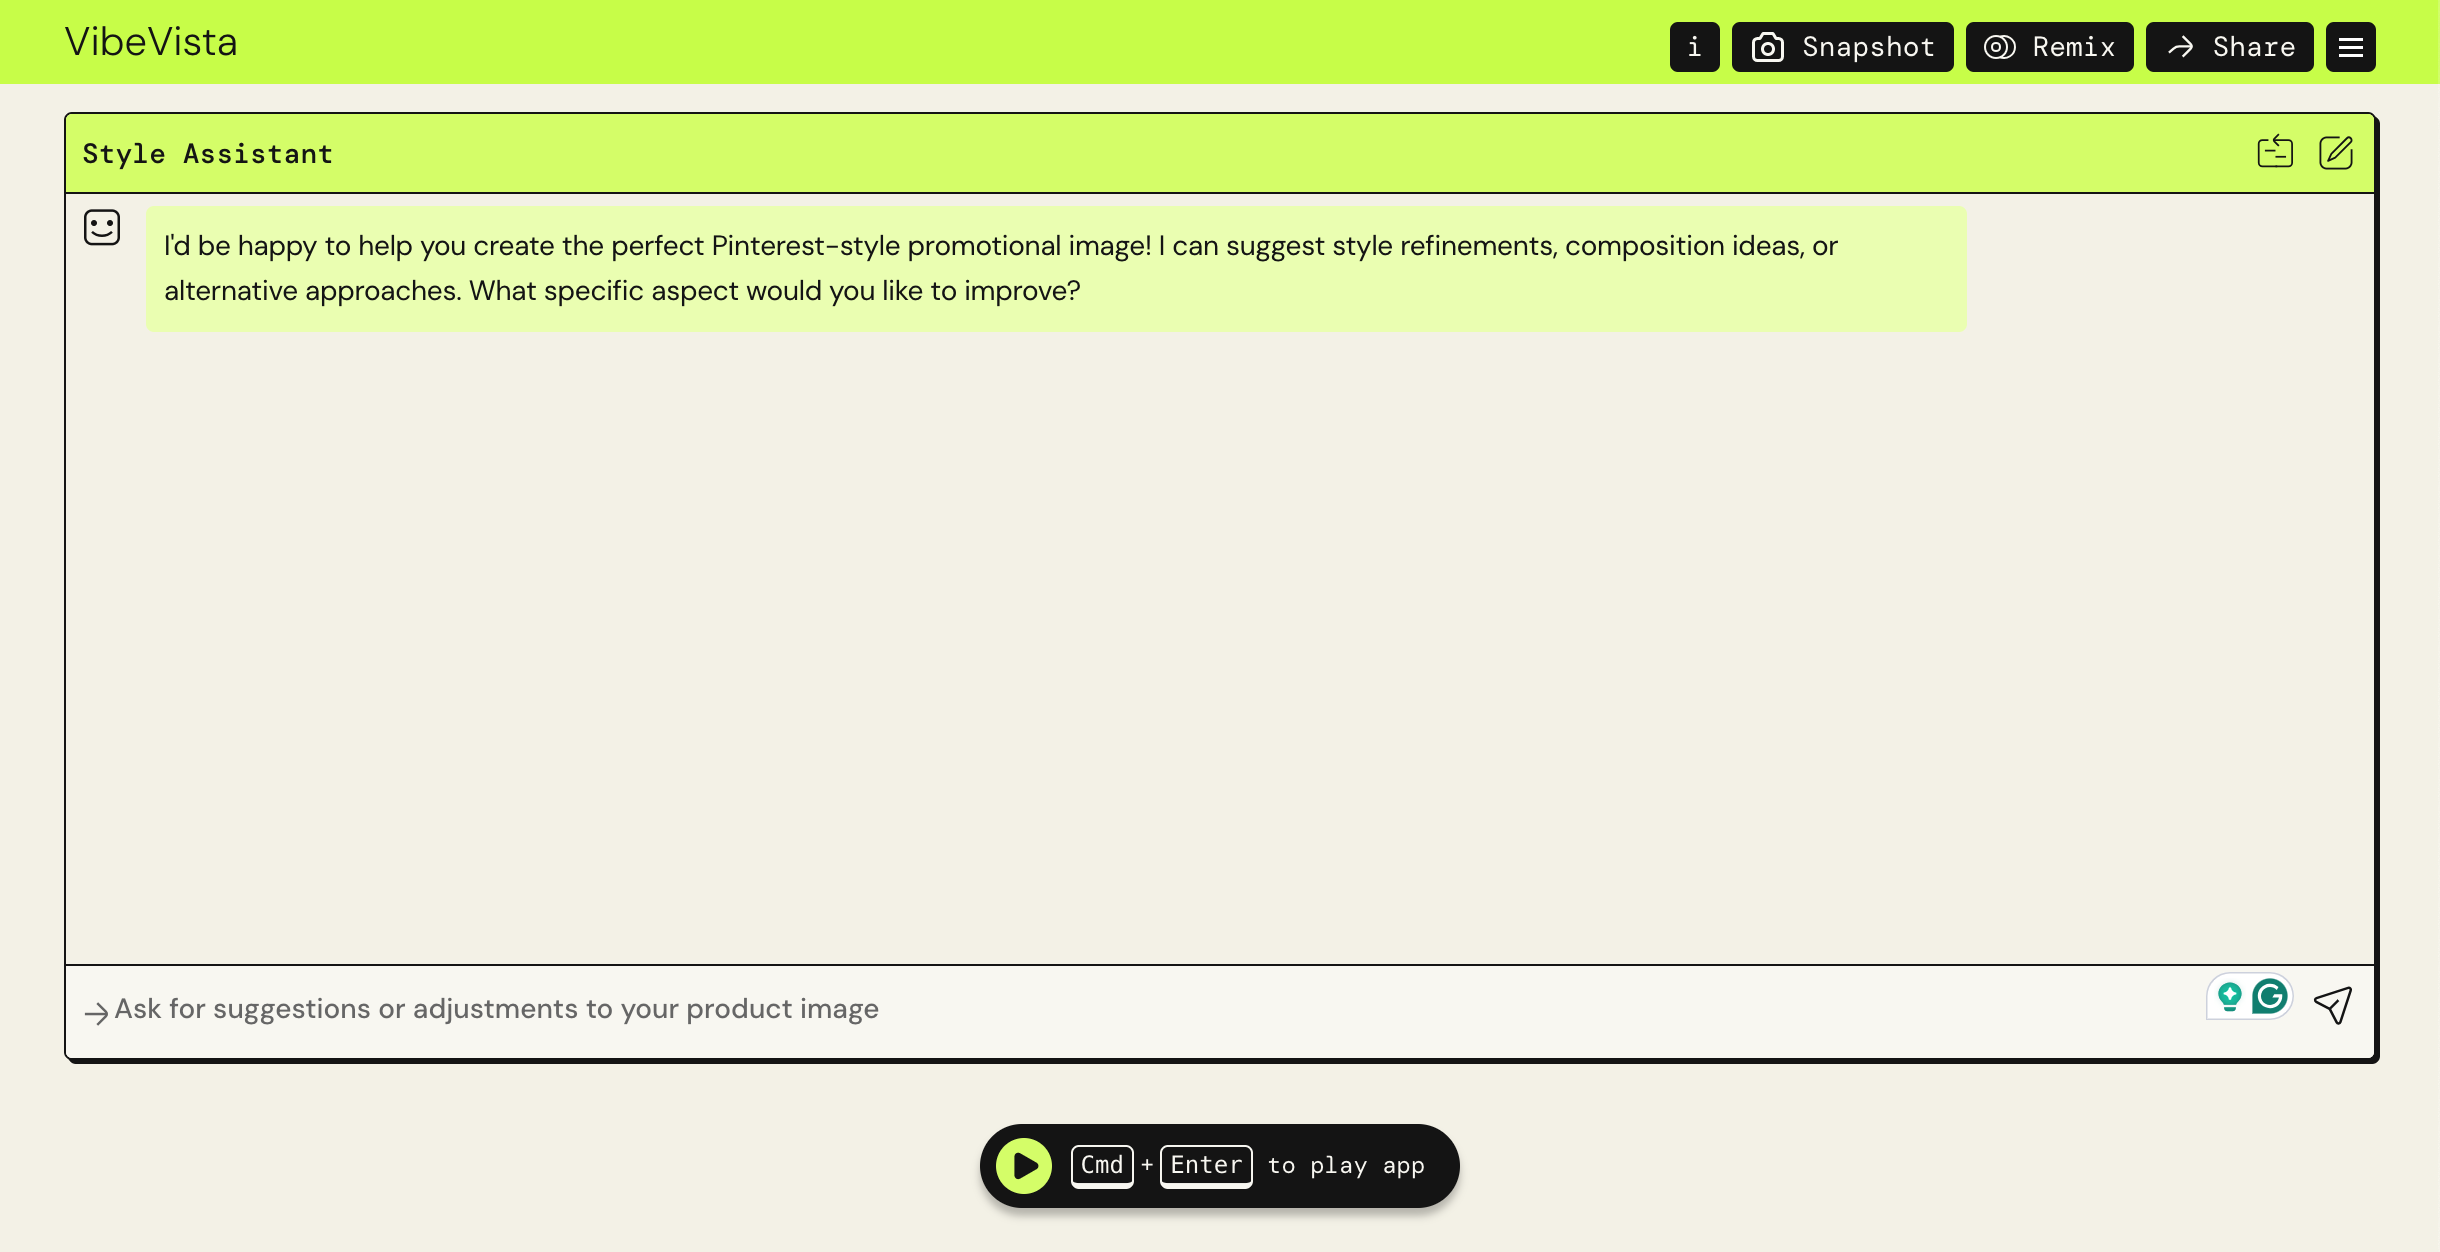 VibeVista
i
Snapshot
Remix
Share
Style Assistant
I'd be happy to help you create the perfect Pinterest-style promotional image! I can suggest style refinements, composition ideas, or
alternative approaches. What specific aspect would you like to improve?
Ask for suggestions or adjustments to your product image
Cmd + Enter to play app